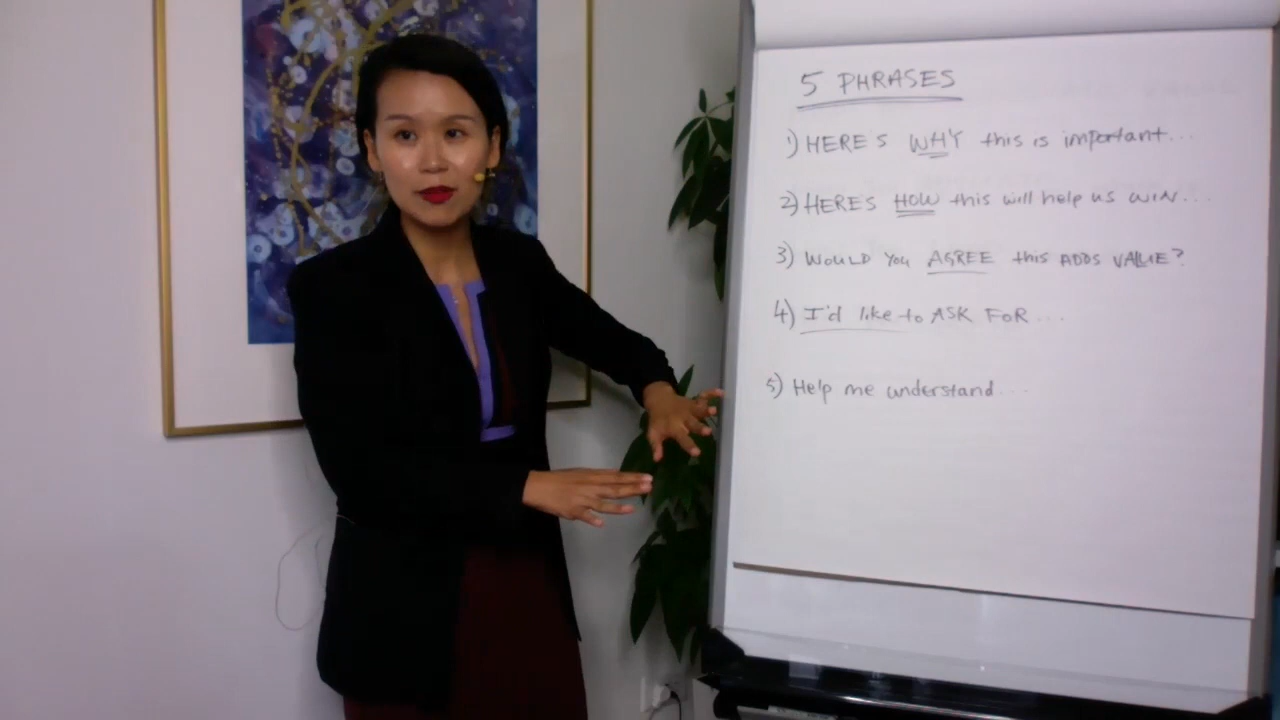 5 PHRASES
1) HERE'S WHY this is important...
2) HERES HOW this will help us WIN...
3) WOULD YOU AGREE this ADDS VALUE?
4) I'd like to ASK FOR...
5) Help me understand...